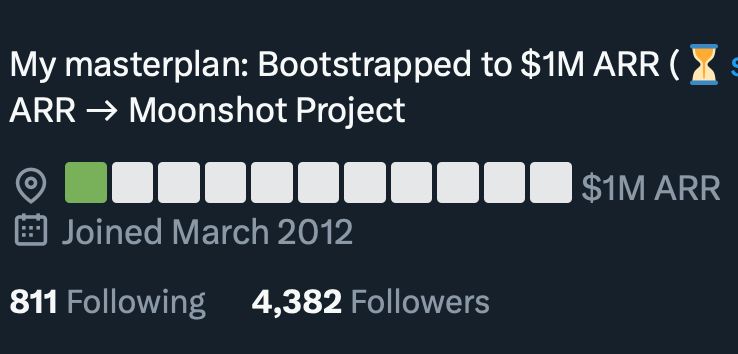 My masterplan: Bootstrapped to $1M ARR (⏳
ARR → Moonshot Project
🟩⬜⬜⬜⬜⬜⬜⬜⬜⬜⬜ $1M ARR
Joined March 2012
811 Following 4,382 Followers